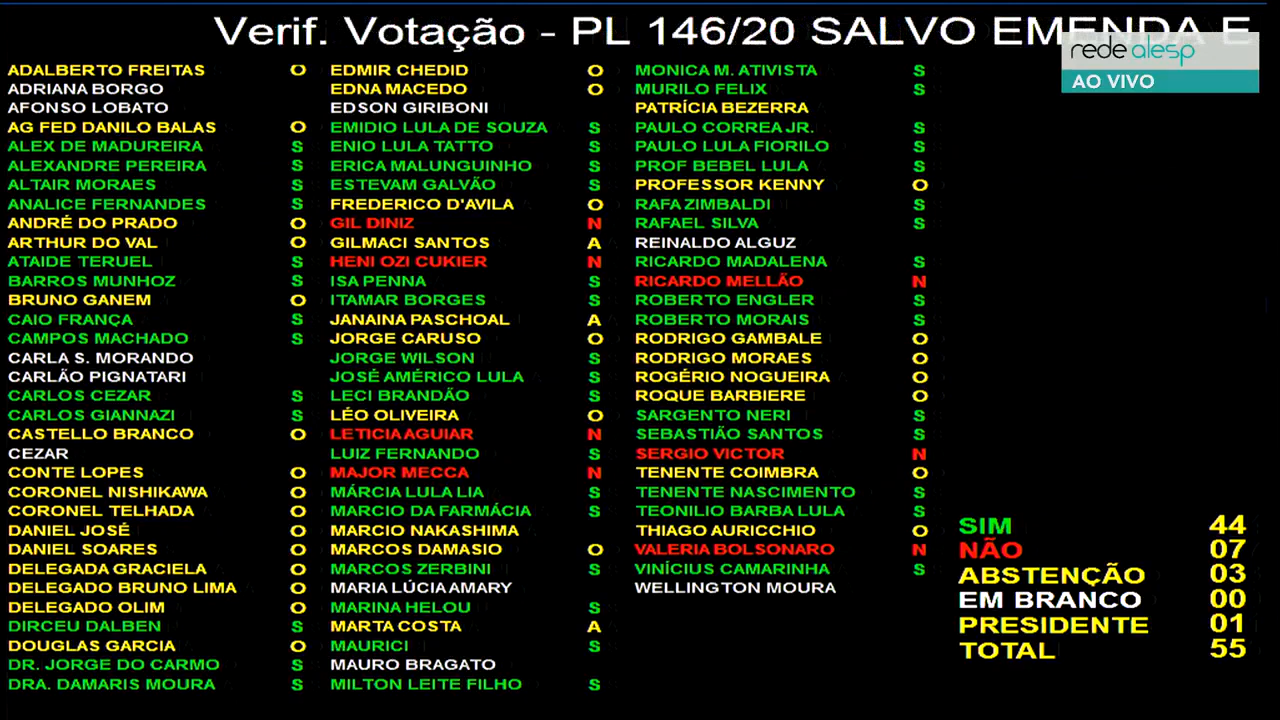 Verif. Votação - PL 146/20 SALVO EMENDA E
rede alesp
AO VIVO
ADALBERTO FREITAS O EDMIR CHEDID O MONICA M. ATIVISTA S
ADRIANA BORGO EDNA MACEDO O MURILO FELIX S
AFONSO LOBATO EDSON GIRIBONI PATRÍCIA BEZERRA
AG FED DANILO BALAS O EMIDIO LULA DE SOUZA S PAULO CORREA JR. S
ALEX DE MADUREIRA S ENIO LULA TATTO S PAULO LULA FIORILO S
ALEXANDRE PEREIRA S ERICA MALUNGUINHO S PROF BEBEL LULA S
ALTAIR MORAES S ESTEVAM GALVÃO S PROFESSOR KENNY O
ANALICE FERNANDES S FREDERICO D'AVILA O RAFA ZIMBALDI S
ANDRÉ DO PRADO O GIL DINIZ N RAFAEL SILVA S
ARTHUR DO VAL O GILMACI SANTOS A REINALDO ALGUZ
ATAIDE TERUEL S HENI OZI CUKIER N RICARDO MADALENA S
BARROS MUNHOZ S ISA PENNA S RICARDO MELLÃO N
BRUNO GANEM O ITAMAR BORGES S ROBERTO ENGLER S
CAIO FRANÇA S JANAINA PASCHOAL A ROBERTO MORAIS S
CAMPOS MACHADO S JORGE CARUSO O RODRIGO GAMBALE O
CARLA S. MORANDO JORGE WILSON S RODRIGO MORAES O
CARLÃO PIGNATARI JOSÉ AMÉRICO LULA S ROGÉRIO NOGUEIRA O
CARLOS CEZAR S LECI BRANDÃO S ROQUE BARBIERE O
CARLOS GIANNAZI S LÉO OLIVEIRA O SARGENTO NERI S
CASTELLO BRANCO O LETICIA AGUIAR N SEBASTIÃO SANTOS S
CEZAR LUIZ FERNANDO S SERGIO VICTOR N
CONTE LOPES O MAJOR MECCA N TENENTE COIMBRA O
CORONEL NISHIKAWA O MÁRCIA LULA LIA S TENENTE NASCIMENTO S
CORONEL TELHADA O MARCIO DA FARMÁCIA S TEONILIO BARBA LULA S
DANIEL JOSÉ O MARCIO NAKASHIMA THIAGO AURICCHIO O
DANIEL SOARES O MARCOS DAMASIO O VALERIA BOLSONARO N
DELEGADA GRACIELA O MARCOS ZERBINI S VINÍCIUS CAMARINHA S
DELEGADO BRUNO LIMA O MARIA LÚCIA AMARY WELLINGTON MOURA
DELEGADO OLIM O MARINA HELOU S
DIRCEU DALBEN S MARTA COSTA A
DOUGLAS GARCIA O MAURICI S
DR. JORGE DO CARMO S MAURO BRAGATO
DRA. DAMARIS MOURA S MILTON LEITE FILHO S
SIM 44
NÃO 07
ABSTENÇÃO 03
EM BRANCO 00
PRESIDENTE 01
TOTAL 55